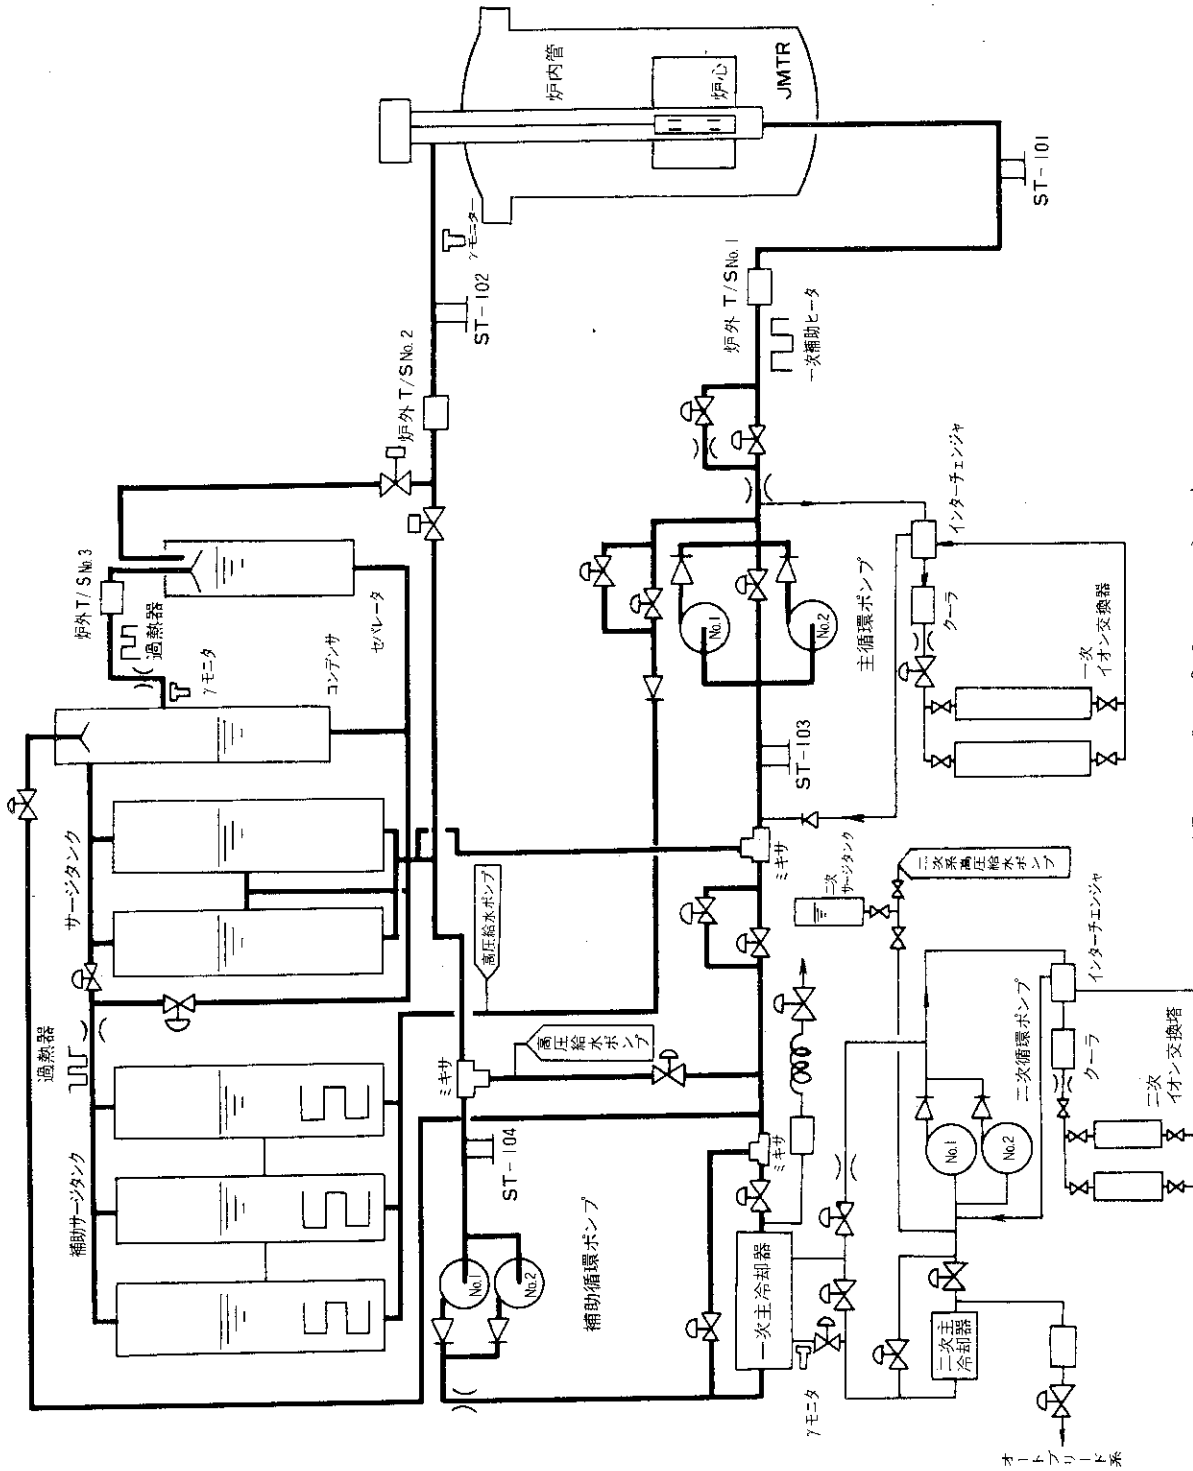 炉内管
炉心
JMTR
γモニター
ST-102
炉外 T/S No.2
ST-101
炉外 T/S No.1
一次補助ヒータ
炉外 T/S No.3
過熱器
γモニタ
セパレータ
コンデンサ
サージタンク
過熱器
補助サージタンク
主循環ポンプ
No.1
No.2
ST-103
ミキサ
インターチェンジャ
クーラ
一次
イオン交換器
高圧給水ポンプ
高圧
給水ポンプ
ミキサ
ST-104
補助循環ポンプ
No.1
No.2
ミキサ
一次主冷却器
γモニタ
二次
サージタンク
二次系高圧給水ポンプ
インターチェンジャ
二次循環ポンプ
No.1
No.2
クーラ
二次
イオン交換塔
二次主
冷却器
オートブリード系